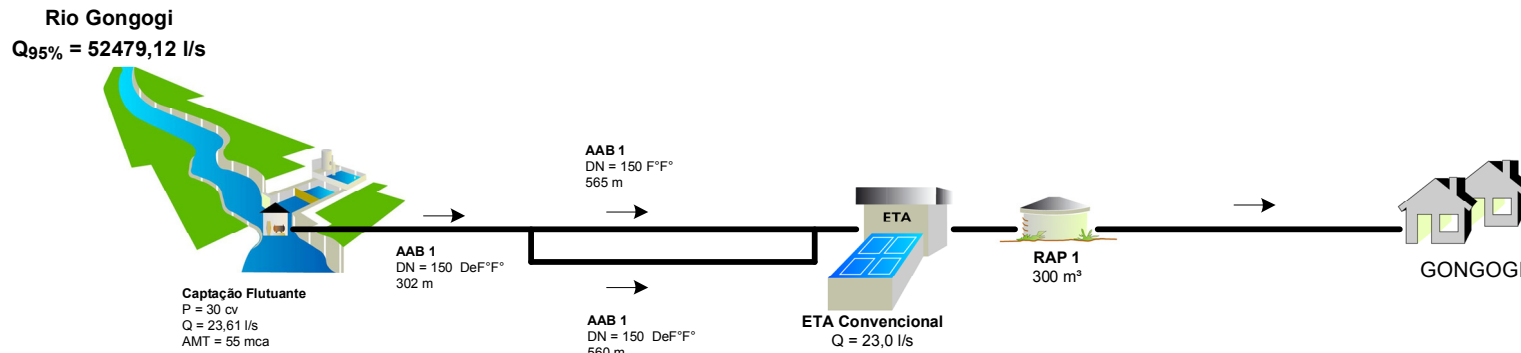 Rio Gongogi
Q95% = 52479,12 l/s
AAB 1
DN = 150 F°F°
565 m
ETA
AAB 1
DN = 150 DeF°F°
302 m
RAP 1
300 m³
GONGOGI
Captação Flutuante
P = 30 cv
Q = 23,61 l/s
AMT = 55 mca
AAB 1
DN = 150 DeF°F°
560 m
ETA Convencional
Q = 23,0 l/s